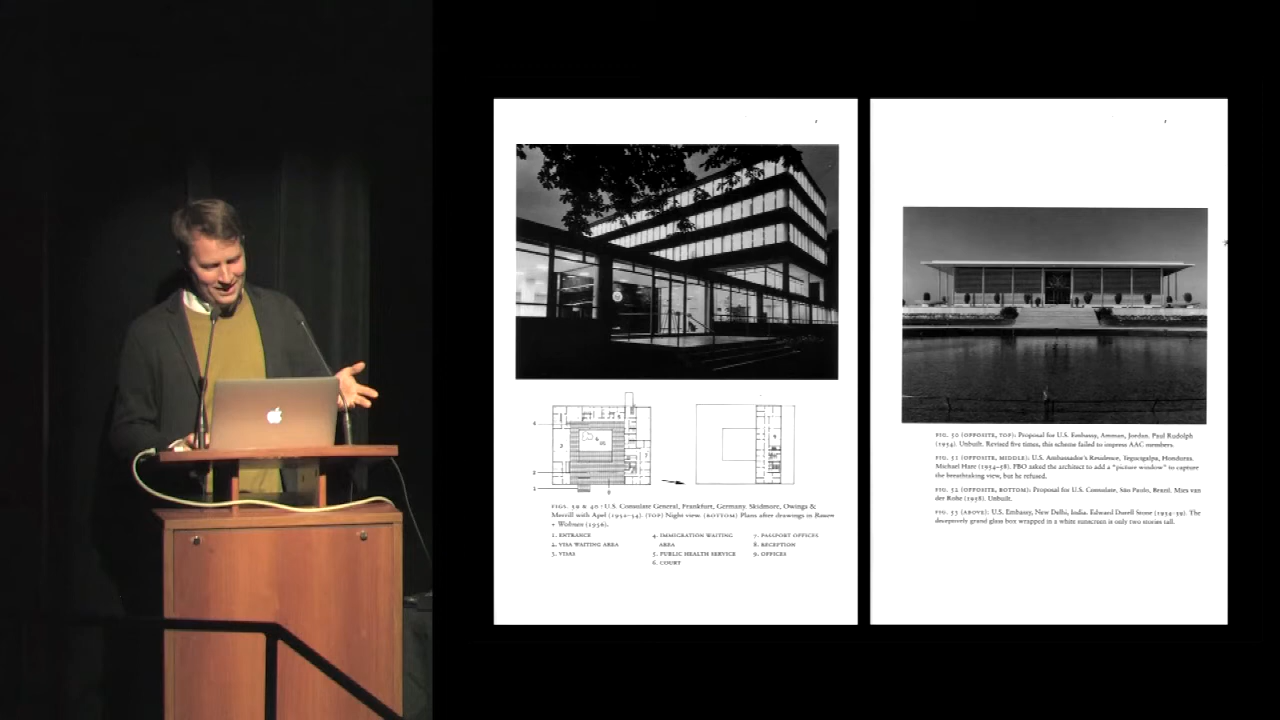 FIGS. 39 & 40 : U.S. Consulate General, Frankfurt, Germany. Skidmore, Owings &
Merrill with Apel (1952–54). (TOP) Night view. (BOTTOM) Plans after drawings in Bauen
+ Wohnen (1956).
1. ENTRANCE
2. VISA WAITING AREA
3. VISAS
4. IMMIGRATION WAITING
AREA
5. PUBLIC HEALTH SERVICE
6. COURT
7. PASSPORT OFFICES
8. RECEPTION
9. OFFICES
FIG. 50 (OPPOSITE, TOP): Proposal for U.S. Embassy, Amman, Jordan. Paul Rudolph
(1954). Unbuilt. Revised five times, this scheme failed to impress AAC members.
FIG. 51 (OPPOSITE, MIDDLE): U.S. Ambassador's Residence, Tegucigalpa, Honduras.
Michael Hare (1954–58). FBO asked the architect to add a "picture window" to capture
the breathtaking view, but he refused.
FIG. 52 (OPPOSITE, BOTTOM): Proposal for U.S. Consulate, São Paulo, Brazil. Mies van
der Rohe (1958). Unbuilt.
FIG. 53 (ABOVE): U.S. Embassy, New Delhi, India. Edward Durell Stone (1954–59). The
deceptively grand glass box wrapped in a white sunscreen is only two stories tall.